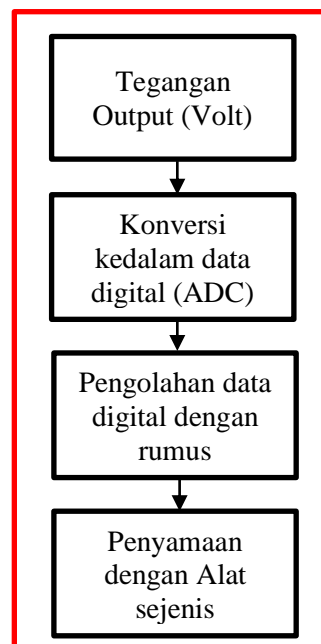 Tegangan
Output (Volt)
Konversi
kedalam data
digital (ADC)
Pengolahan data
digital dengan
rumus
Penyamaan
dengan Alat
sejenis